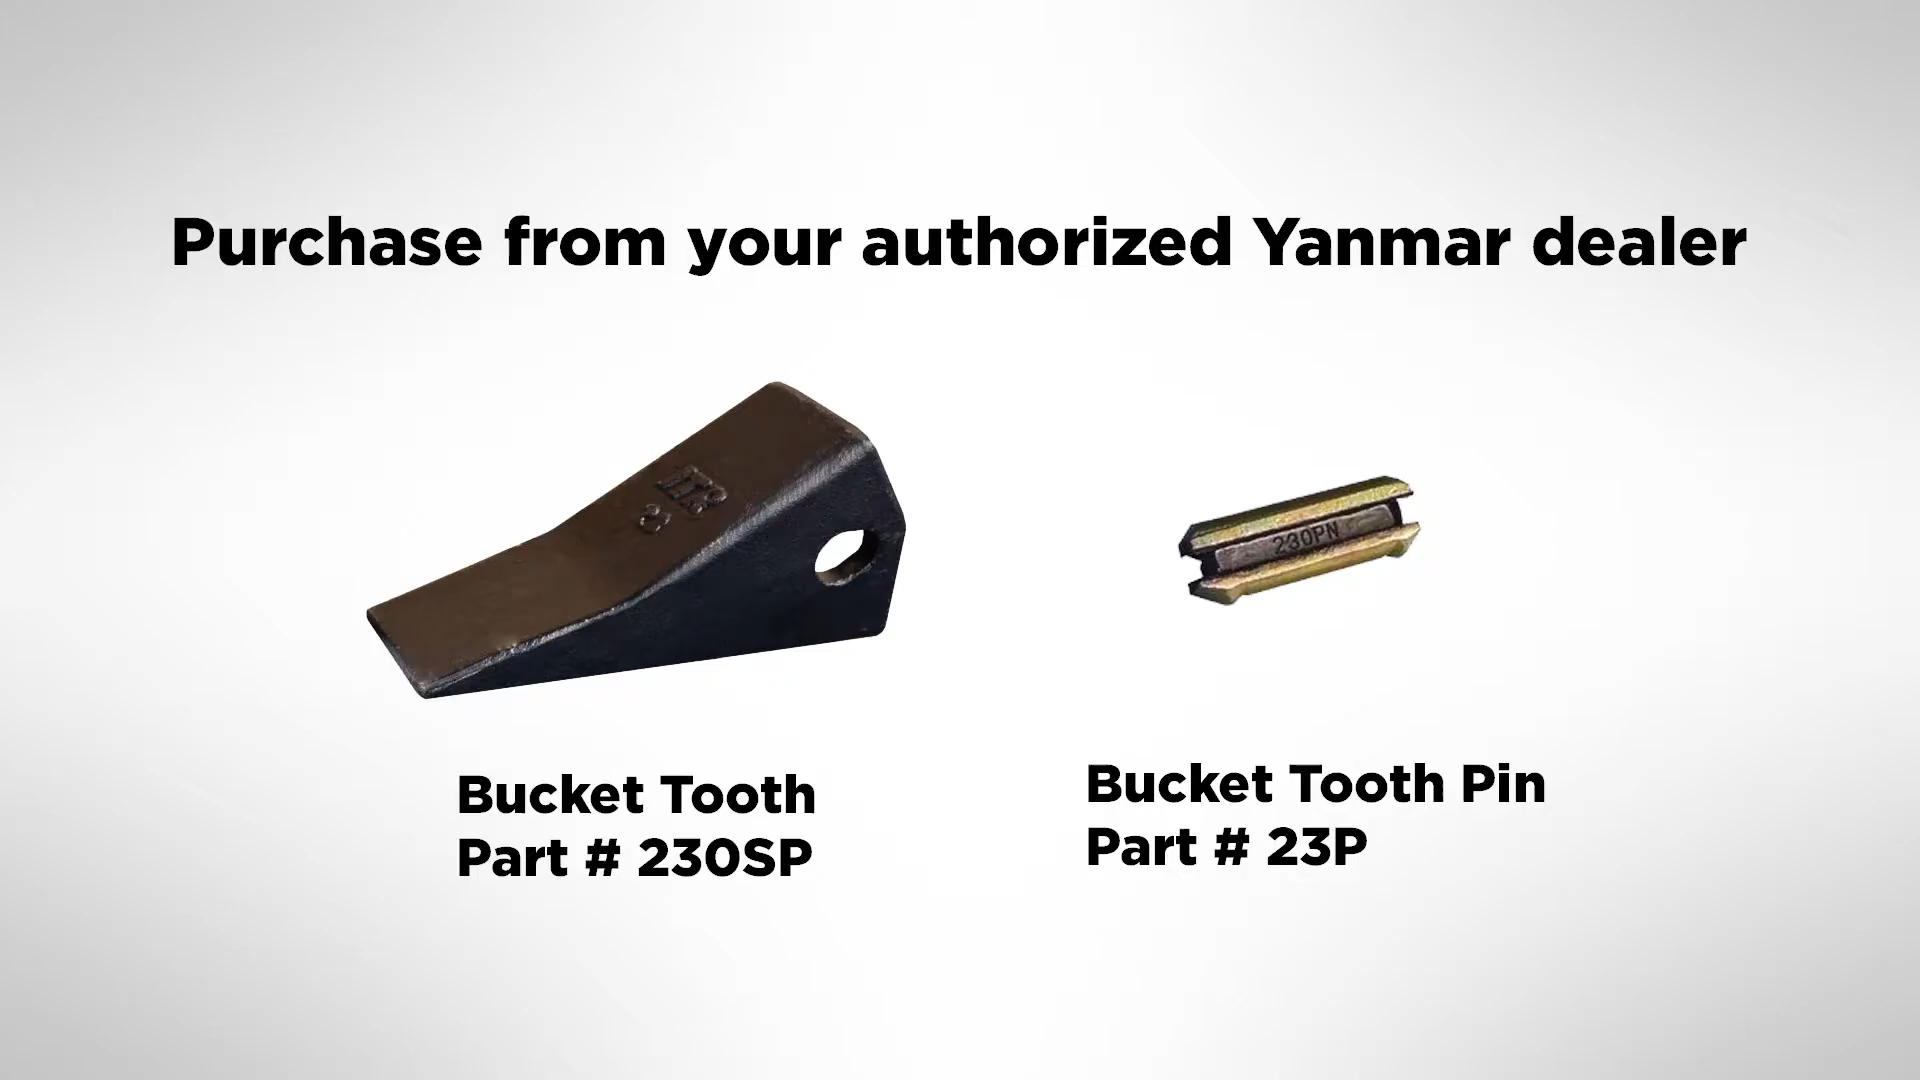 Purchase from your authorized Yanmar dealer
230PN
Bucket Tooth
Part # 230SP
Bucket Tooth Pin
Part # 23P